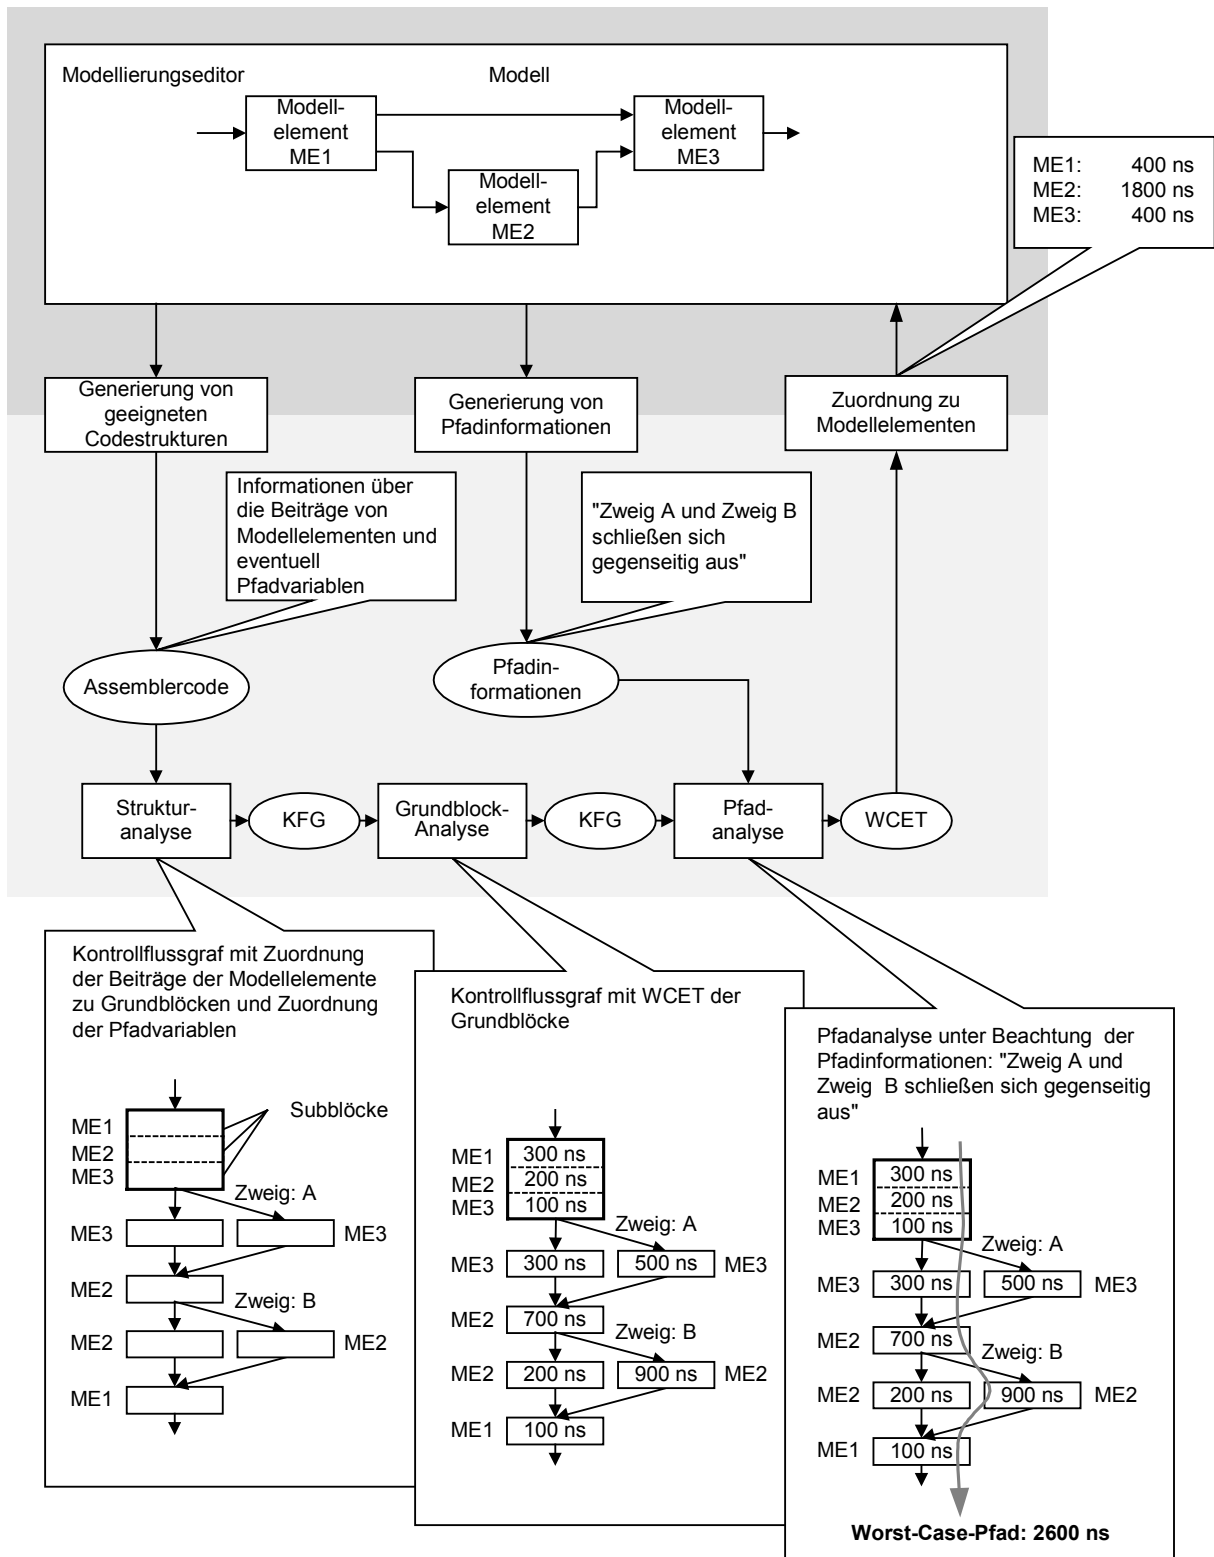 Modellierungseditor
Modell
Modell-
element
ME1
Modell-
element
ME3
Modell-
element
ME2
ME1: 400 ns
ME2: 1800 ns
ME3: 400 ns
Generierung von
geeigneten
Codestrukturen
Generierung von
Pfadinformationen
Zuordnung zu
Modellelementen
Informationen über
die Beiträge von
Modellelementen und
eventuell
Pfadvariablen
"Zweig A und Zweig B
schließen sich
gegenseitig aus"
Assemblercode
Pfadin-
formationen
Struktur-
analyse
KFG
Grundblock-
Analyse
KFG
Pfad-
analyse
WCET
Kontrollflussgraf mit Zuordnung
der Beiträge der Modellelemente
zu Grundblöcken und Zuordnung
der Pfadvariablen
ME1
ME2
ME3
Subblöcke
Zweig: A
ME3
ME3
ME2
Zweig: B
ME2
ME2
ME1
Kontrollflussgraf mit WCET der
Grundblöcke
ME1 300 ns
ME2 200 ns
ME3 100 ns
Zweig: A
ME3 300 ns 500 ns ME3
ME2 700 ns
Zweig: B
ME2 200 ns 900 ns ME2
ME1 100 ns
Pfadanalyse unter Beachtung der
Pfadinformationen: "Zweig A und
Zweig B schließen sich gegenseitig
aus"
ME1 300 ns
ME2 200 ns
ME3 100 ns
Zweig: A
ME3 300 ns 500 ns ME3
ME2 700 ns
Zweig: B
ME2 200 ns 900 ns ME2
ME1 100 ns
Worst-Case-Pfad: 2600 ns